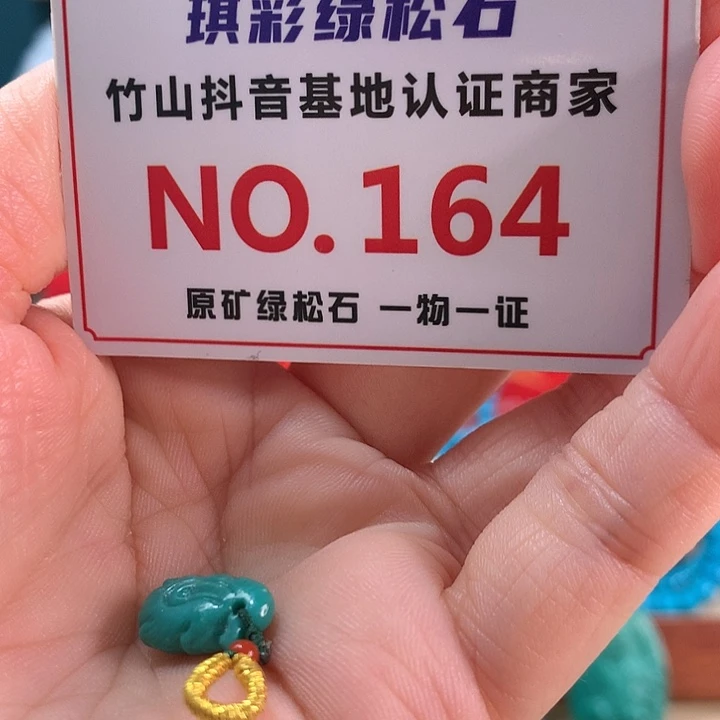 琪彩绿松石
竹山抖音基地认证商家
NO.164
原矿绿松石 一物一证